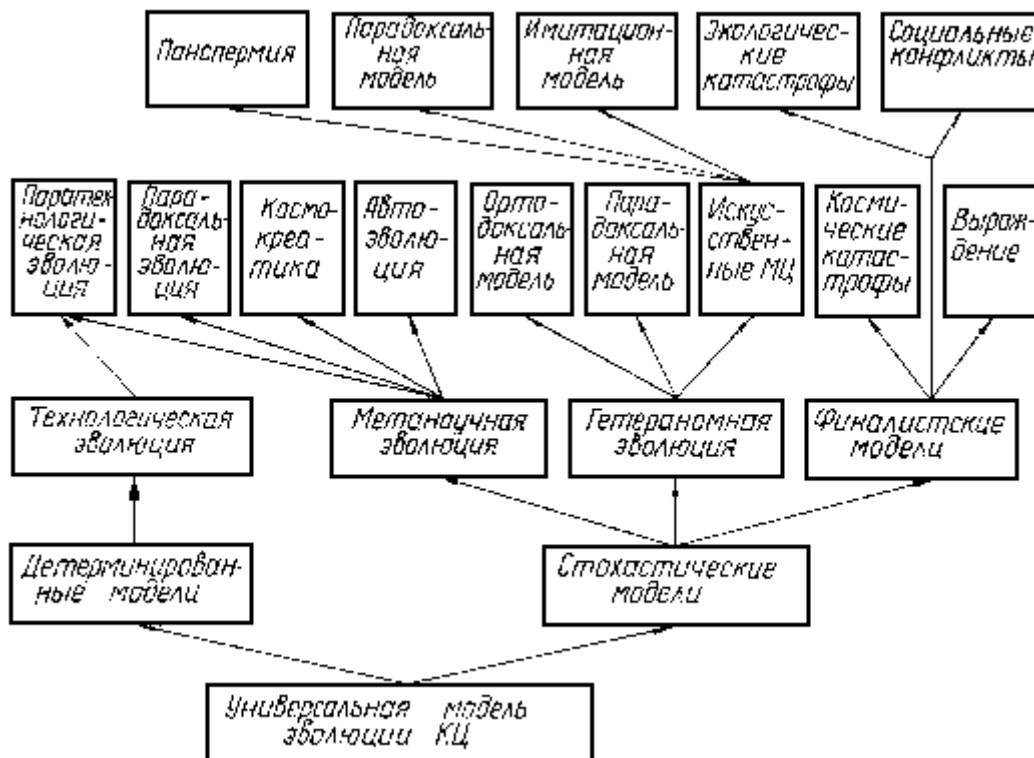 Панспермия
Парадоксаль-
ная
модель
Имитацион-
ная
модель
Экологичес-
кие
катастрофы
Социальные
конфликты
Паратех-
нологи-
ческая
эволю-
ция
Пара-
доксаль-
ная
эволю-
ция
Космо-
креа-
тика
Авто-
эволю-
ция
Орто-
доксаль-
ная
модель
Пара-
доксаль-
ная
модель
Искус-
ствен-
ные МЦ
Косми-
ческие
катас-
трофы
Вырож-
дение
Технологическая
эволюция
Метанаучная
эволюция
Гетераномная
эволюция
Финалистские
модели
Детерминирован-
ные модели
Стохастические
модели
Универсальная модель
эволюции КЦ